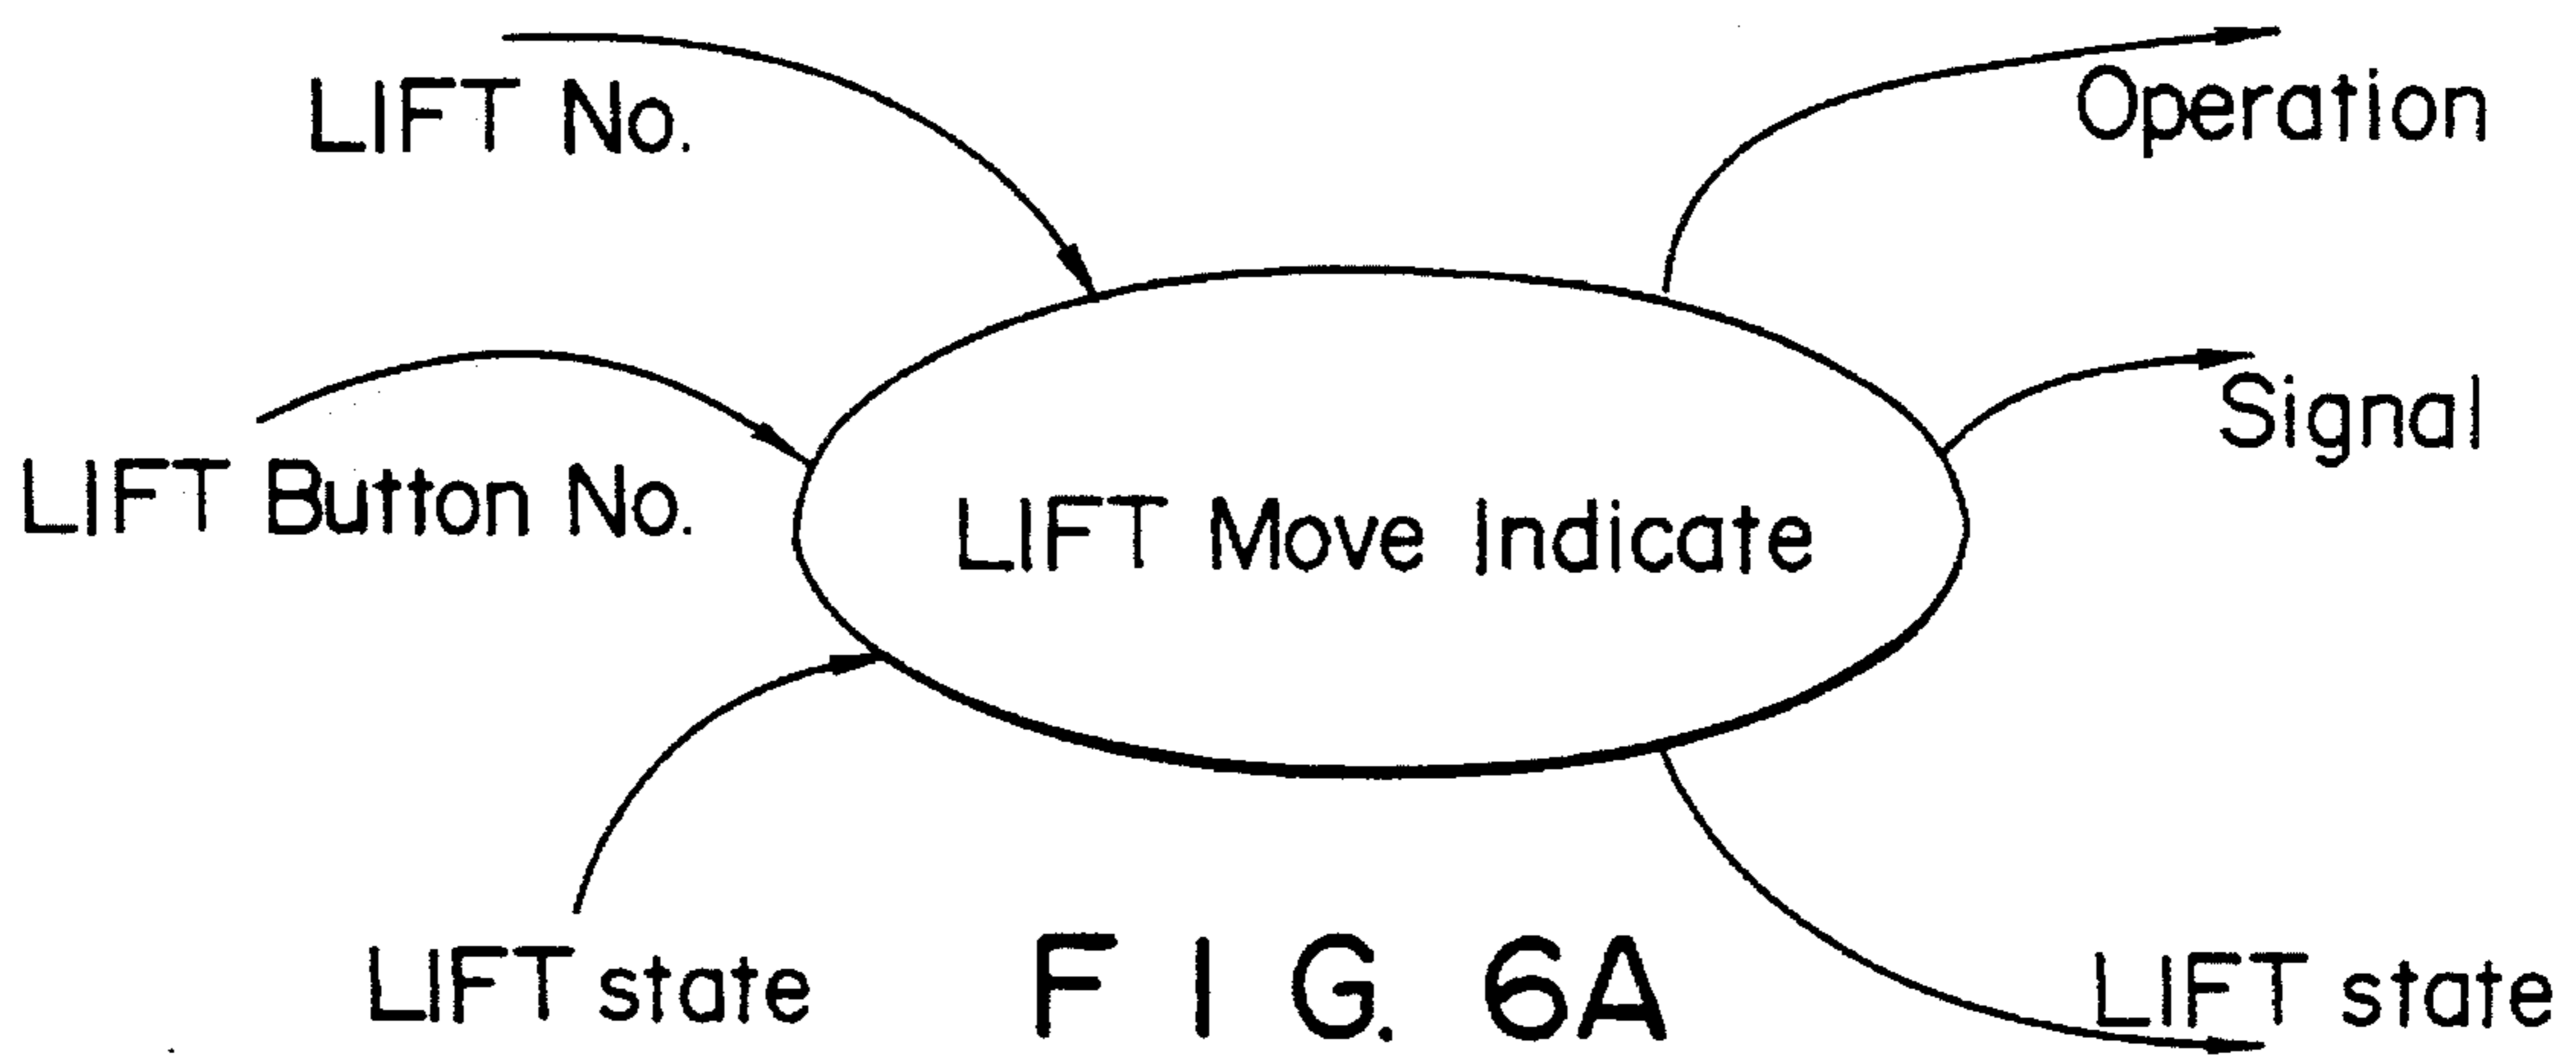 LIFT No.
Operation
Signal
LIFT Button No.
LIFT Move Indicate
LIFT state
LIFT state
FIG. 6A